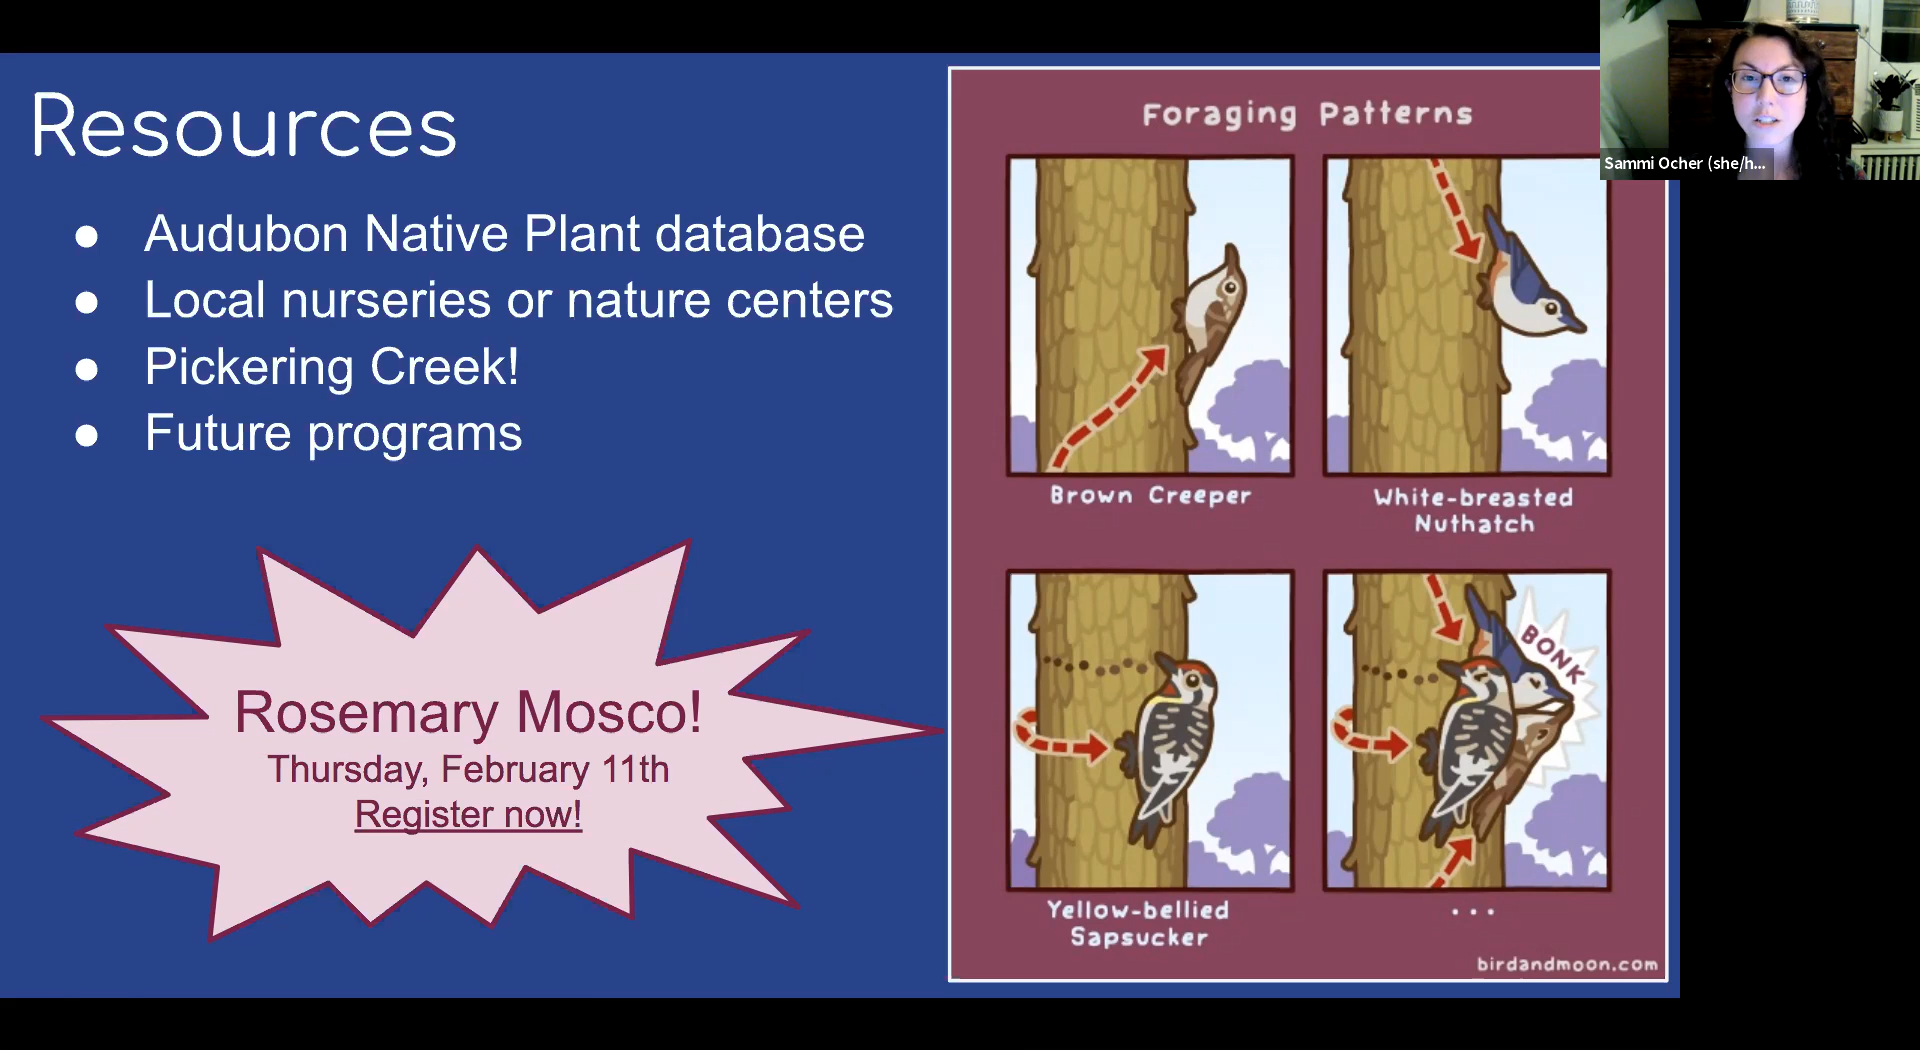 Resources
● Audubon Native Plant database
● Local nurseries or nature centers
● Pickering Creek!
● Future programs
Rosemary Mosco!
Thursday, February 11th
Register now!
Foraging Patterns
Brown Creeper
White-breasted
Nuthatch
Yellow-bellied
Sapsucker
BONK
...
birdandmoon.com
Sammi Ocher (she/h...